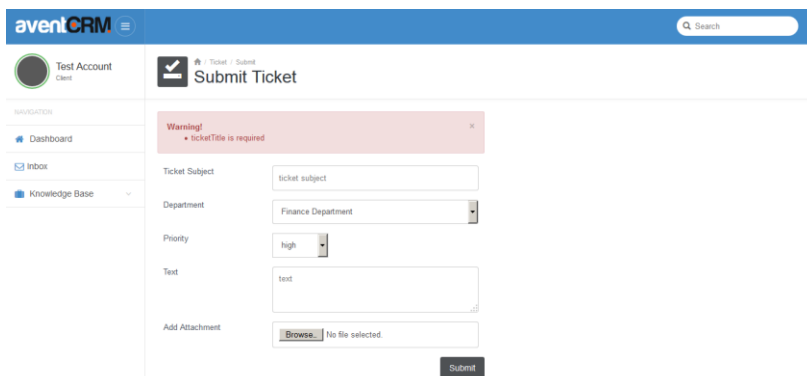 aventCRM
Search
Test Account
Client
/ Ticket / Submit
Submit Ticket
NAVIGATION
Dashboard
Inbox
Knowledge Base
Warning!
×
• ticketTitle is required
Ticket Subject
ticket subject
Department
Finance Department
Priority
high
Text
text
Add Attachment
Browse.. No file selected.
Submit